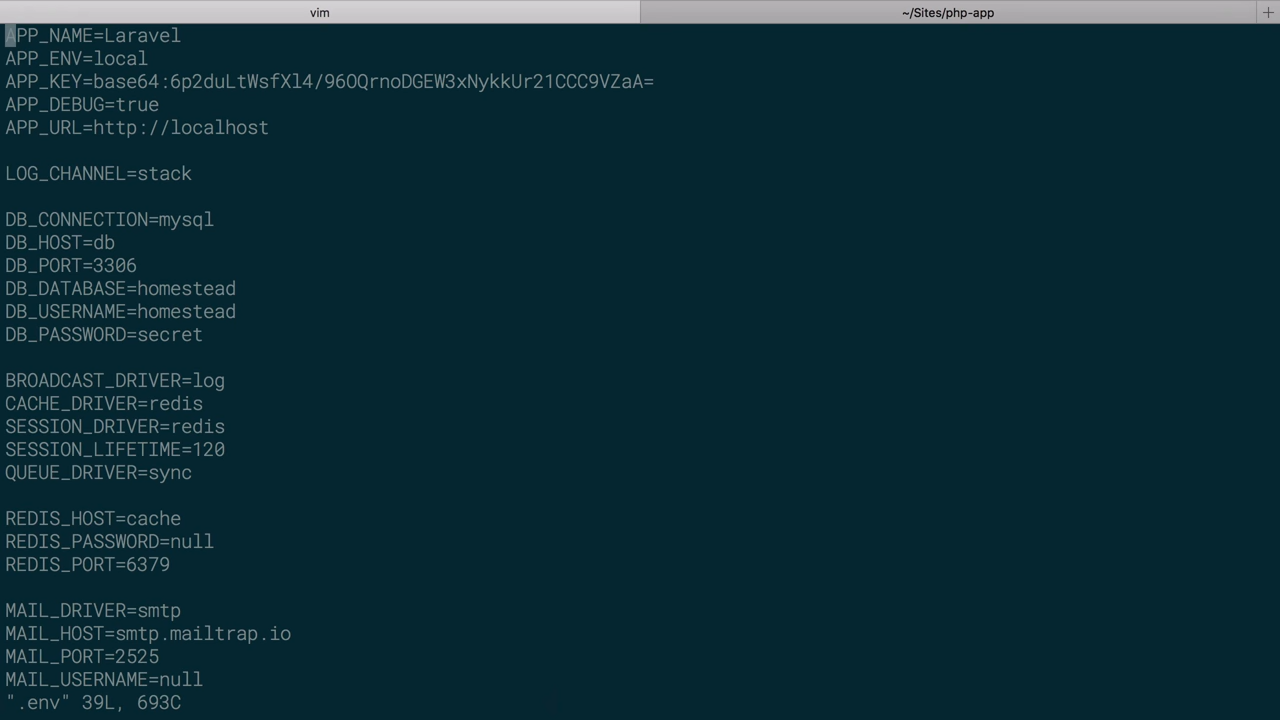 vim
~/Sites/php-app
APP_NAME=Laravel
APP_ENV=local
APP_KEY=base64:6p2duLtWsfXl4/96OQrnoDGEW3xNykkUr21CCC9VZaA=
APP_DEBUG=true
APP_URL=http://localhost
LOG_CHANNEL=stack
DB_CONNECTION=mysql
DB_HOST=db
DB_PORT=3306
DB_DATABASE=homestead
DB_USERNAME=homestead
DB_PASSWORD=secret
BROADCAST_DRIVER=log
CACHE_DRIVER=redis
SESSION_DRIVER=redis
SESSION_LIFETIME=120
QUEUE_DRIVER=sync
REDIS_HOST=cache
REDIS_PASSWORD=null
REDIS_PORT=6379
MAIL_DRIVER=smtp
MAIL_HOST=smtp.mailtrap.io
MAIL_PORT=2525
MAIL_USERNAME=null
".env" 39L, 693C